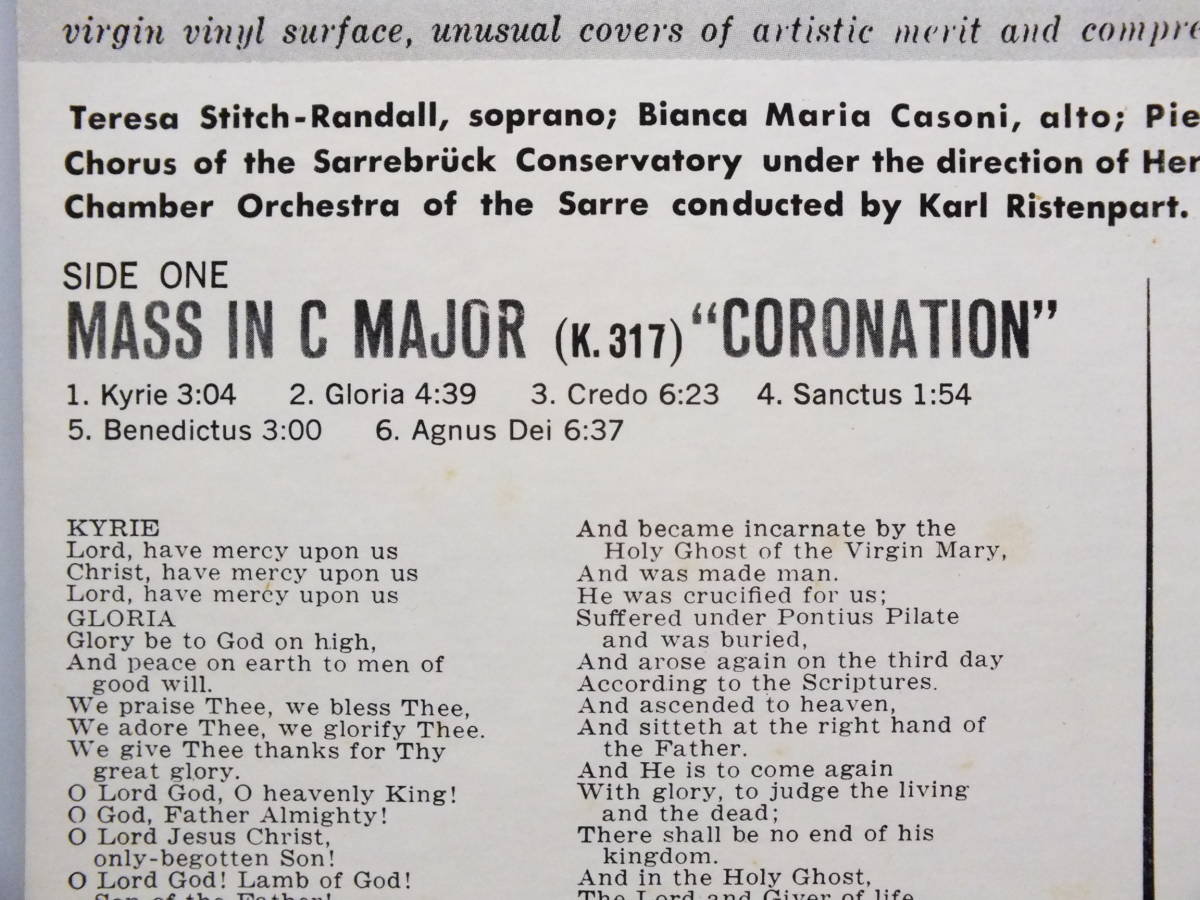 virgin vinyl surface, unusual covers of artistic merit and
Teresa Stitch-Randall, soprano; Bianca Maria Casoni, alto;
Chorus of the Sarrebrück Conservatory under the direction of
Chamber Orchestra of the Sarre conducted by Karl Ristenpart.
SIDE ONE
MASS IN C MAJOR (K. 317) “CORONATION”
1. Kyrie 3:04 2. Gloria 4:39 3. Credo 6:23 4. Sanctus 1:54
5. Benedictus 3:00 6. Agnus Dei 6:37
KYRIE
Lord, have mercy upon us
Christ, have mercy upon us
Lord, have mercy upon us
GLORIA
Glory be to God on high,
And peace on earth to men of
good will.
We praise Thee, we bless Thee,
We adore Thee, we glorify Thee.
We give Thee thanks for Thy
great glory.
O Lord God, O heavenly King!
O God, Father Almighty!
O Lord Jesus Christ,
only-begotten Son!
O Lord God! Lamb of God!
Son of the Father!
And became incarnate by the
Holy Ghost of the Virgin Mary,
And was made man.
He was crucified for us;
Suffered under Pontius Pilate
and was buried,
And arose again on the third day
According to the Scriptures.
And ascended to heaven,
And sitteth at the right hand of
the Father.
And He is to come again
With glory, to judge the living
and the dead;
There shall be no end of his
kingdom.
And in the Holy Ghost,
The Lord and Giver of life